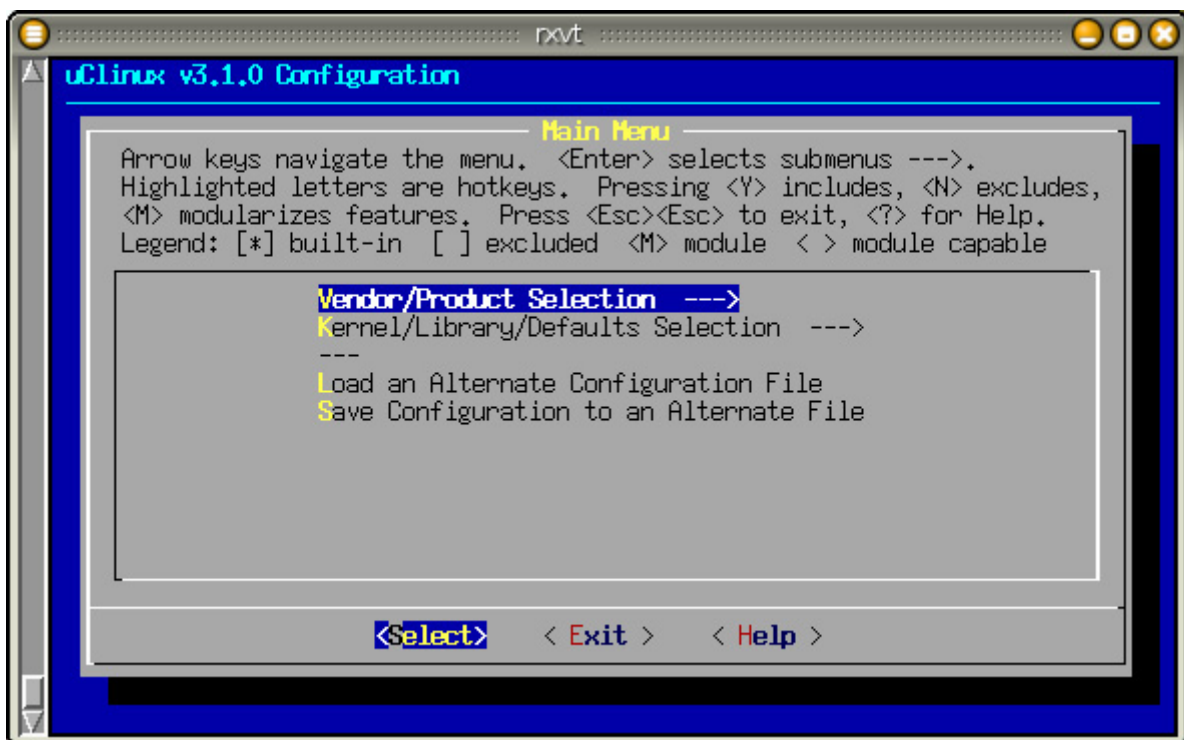 rxvt
uClinux v3.1.0 Configuration
Main Menu
Arrow keys navigate the menu.  <Enter> selects submenus --->.
Highlighted letters are hotkeys.  Pressing <Y> includes, <N> excludes,
<M> modularizes features.  Press <Esc><Esc> to exit, <?> for Help.
Legend: [*] built-in  [ ] excluded  <M> module  < > module capable
Vendor/Product Selection  --->
Kernel/Library/Defaults Selection  --->
---
Load an Alternate Configuration File
Save Configuration to an Alternate File
<Select>    < Exit >    < Help >